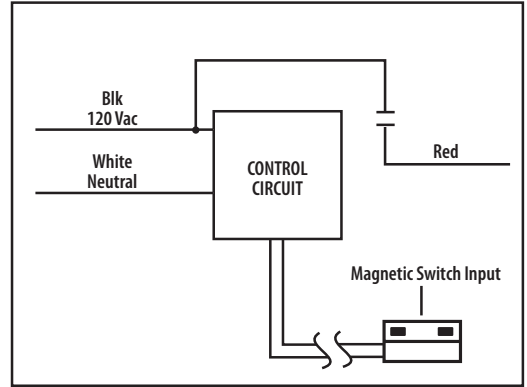 Blk
120 Vac
White
Neutral
CONTROL
CIRCUIT
Red
Magnetic Switch Input